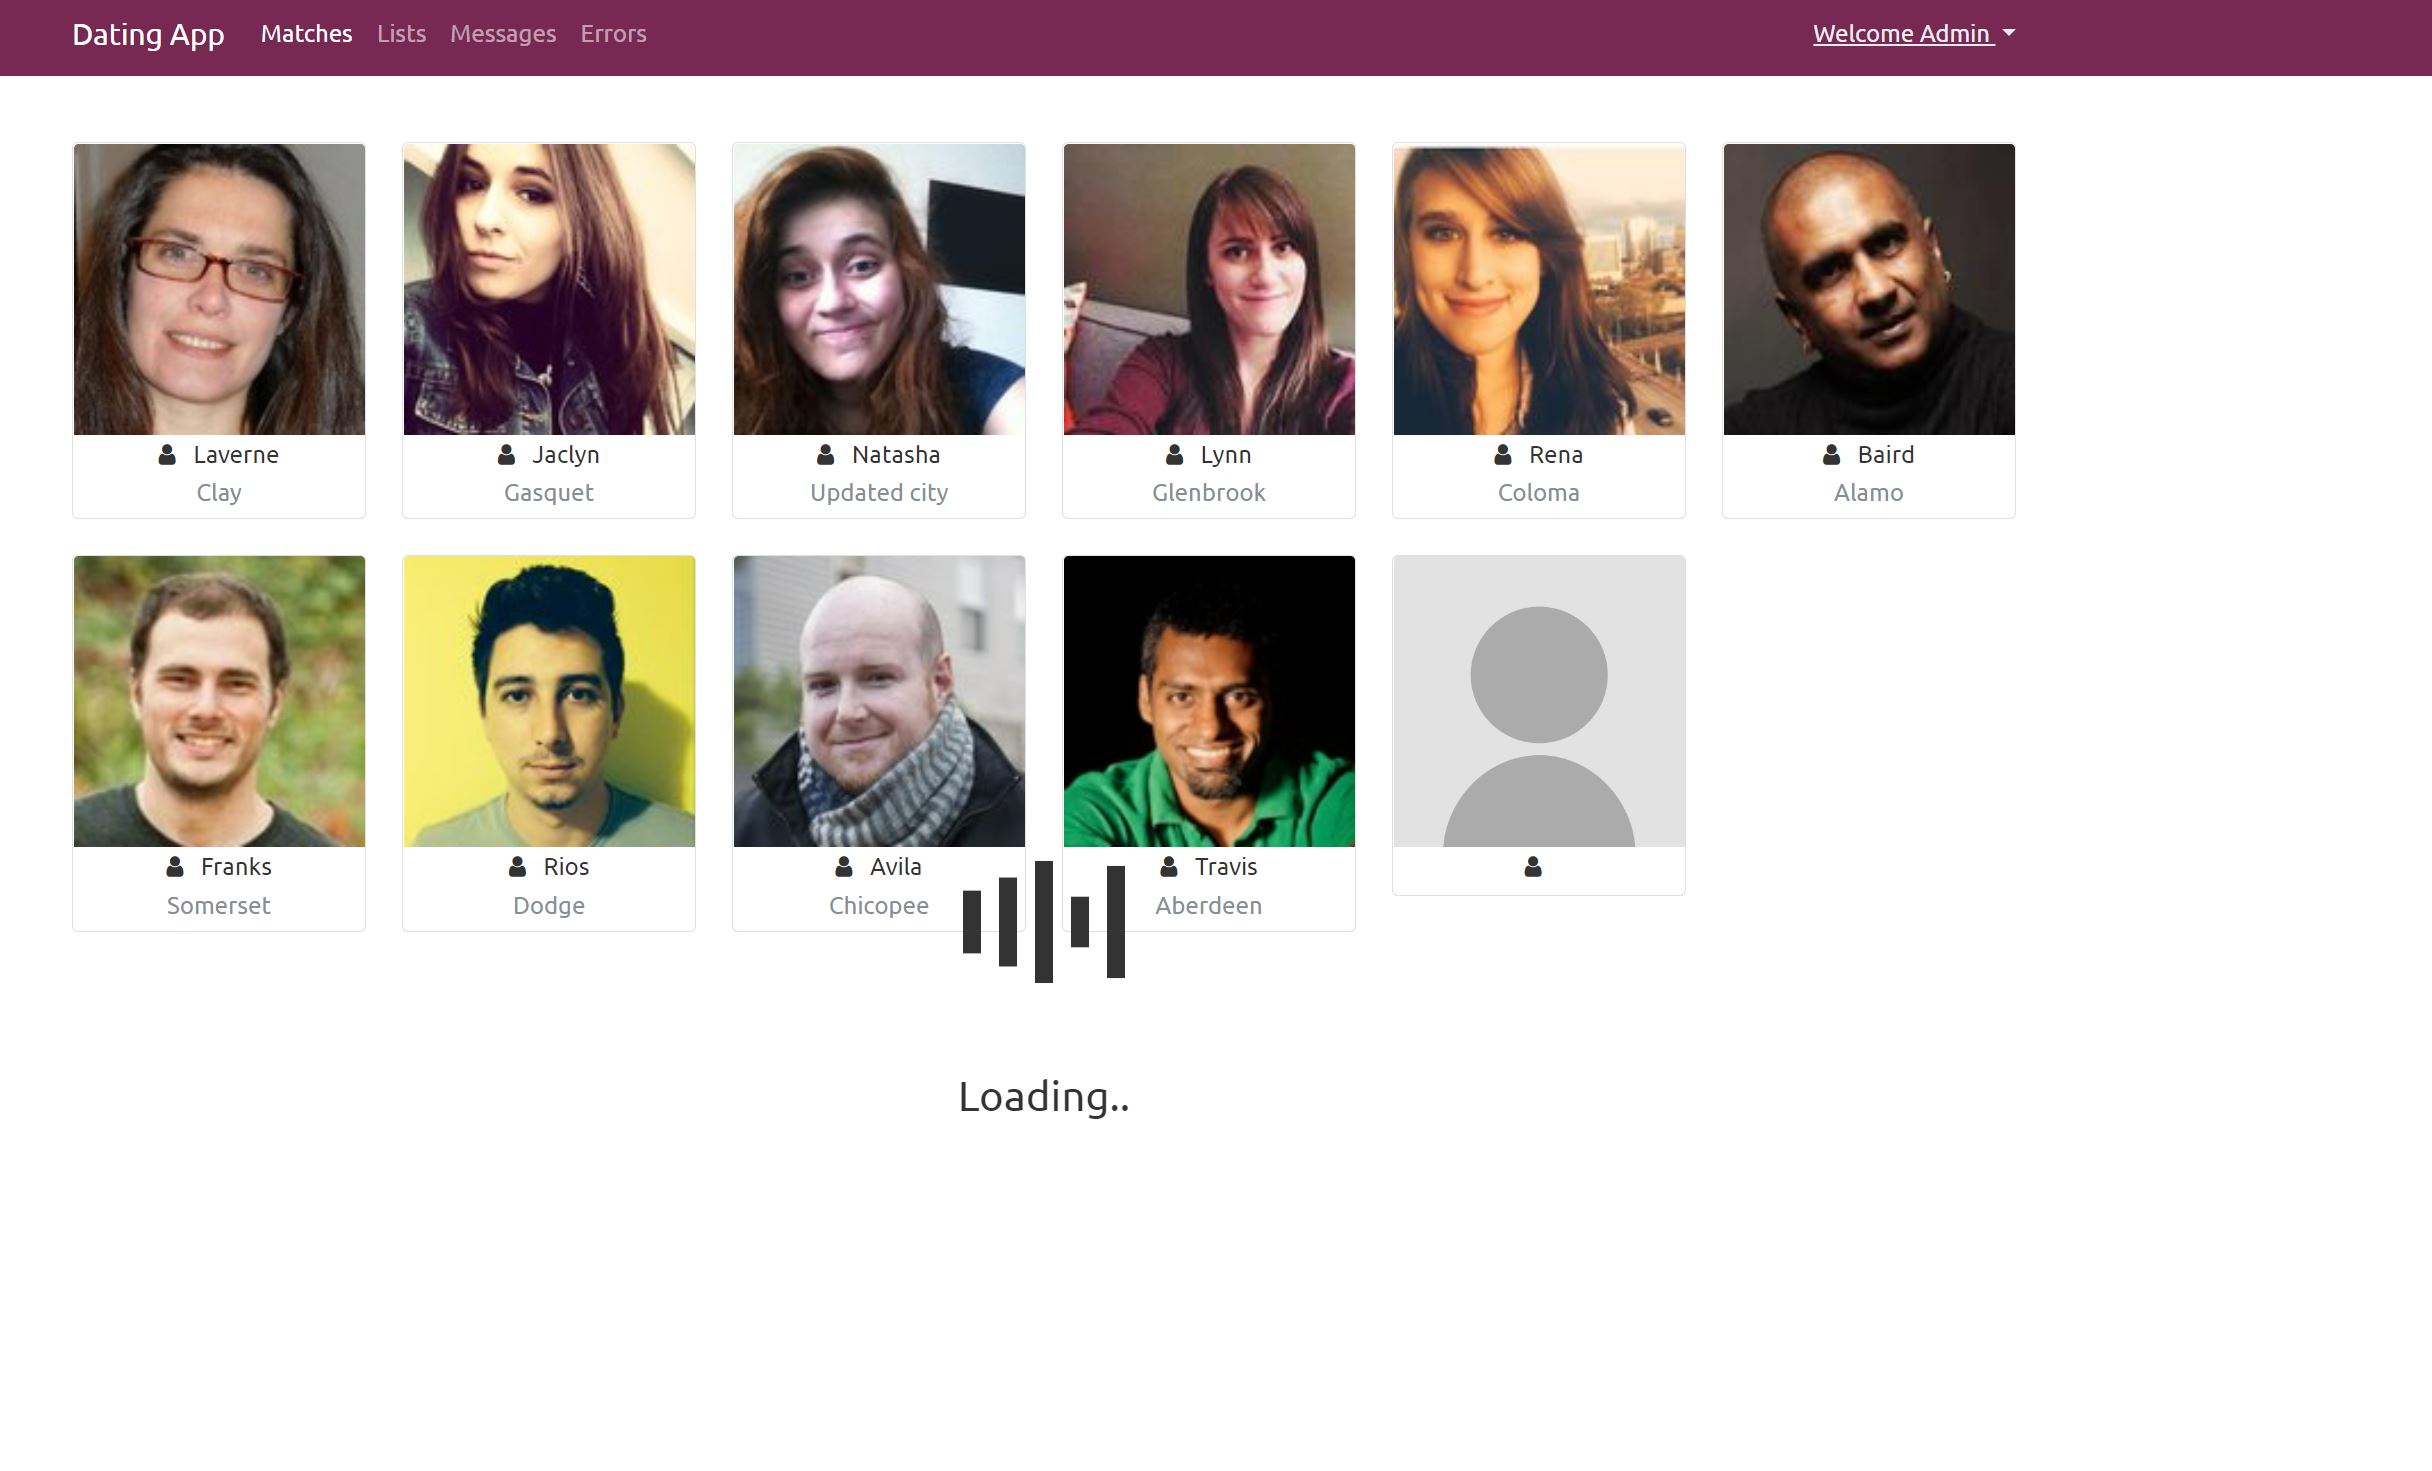 Dating App Matches Lists Messages Errors Welcome Admin
Laverne Jaclyn Natasha Lynn Rena Baird
Clay Gasquet Updated city Glenbrook Coloma Alamo
Franks Rios Avila Travis
Somerset Dodge Chicopee Aberdeen
Loading..